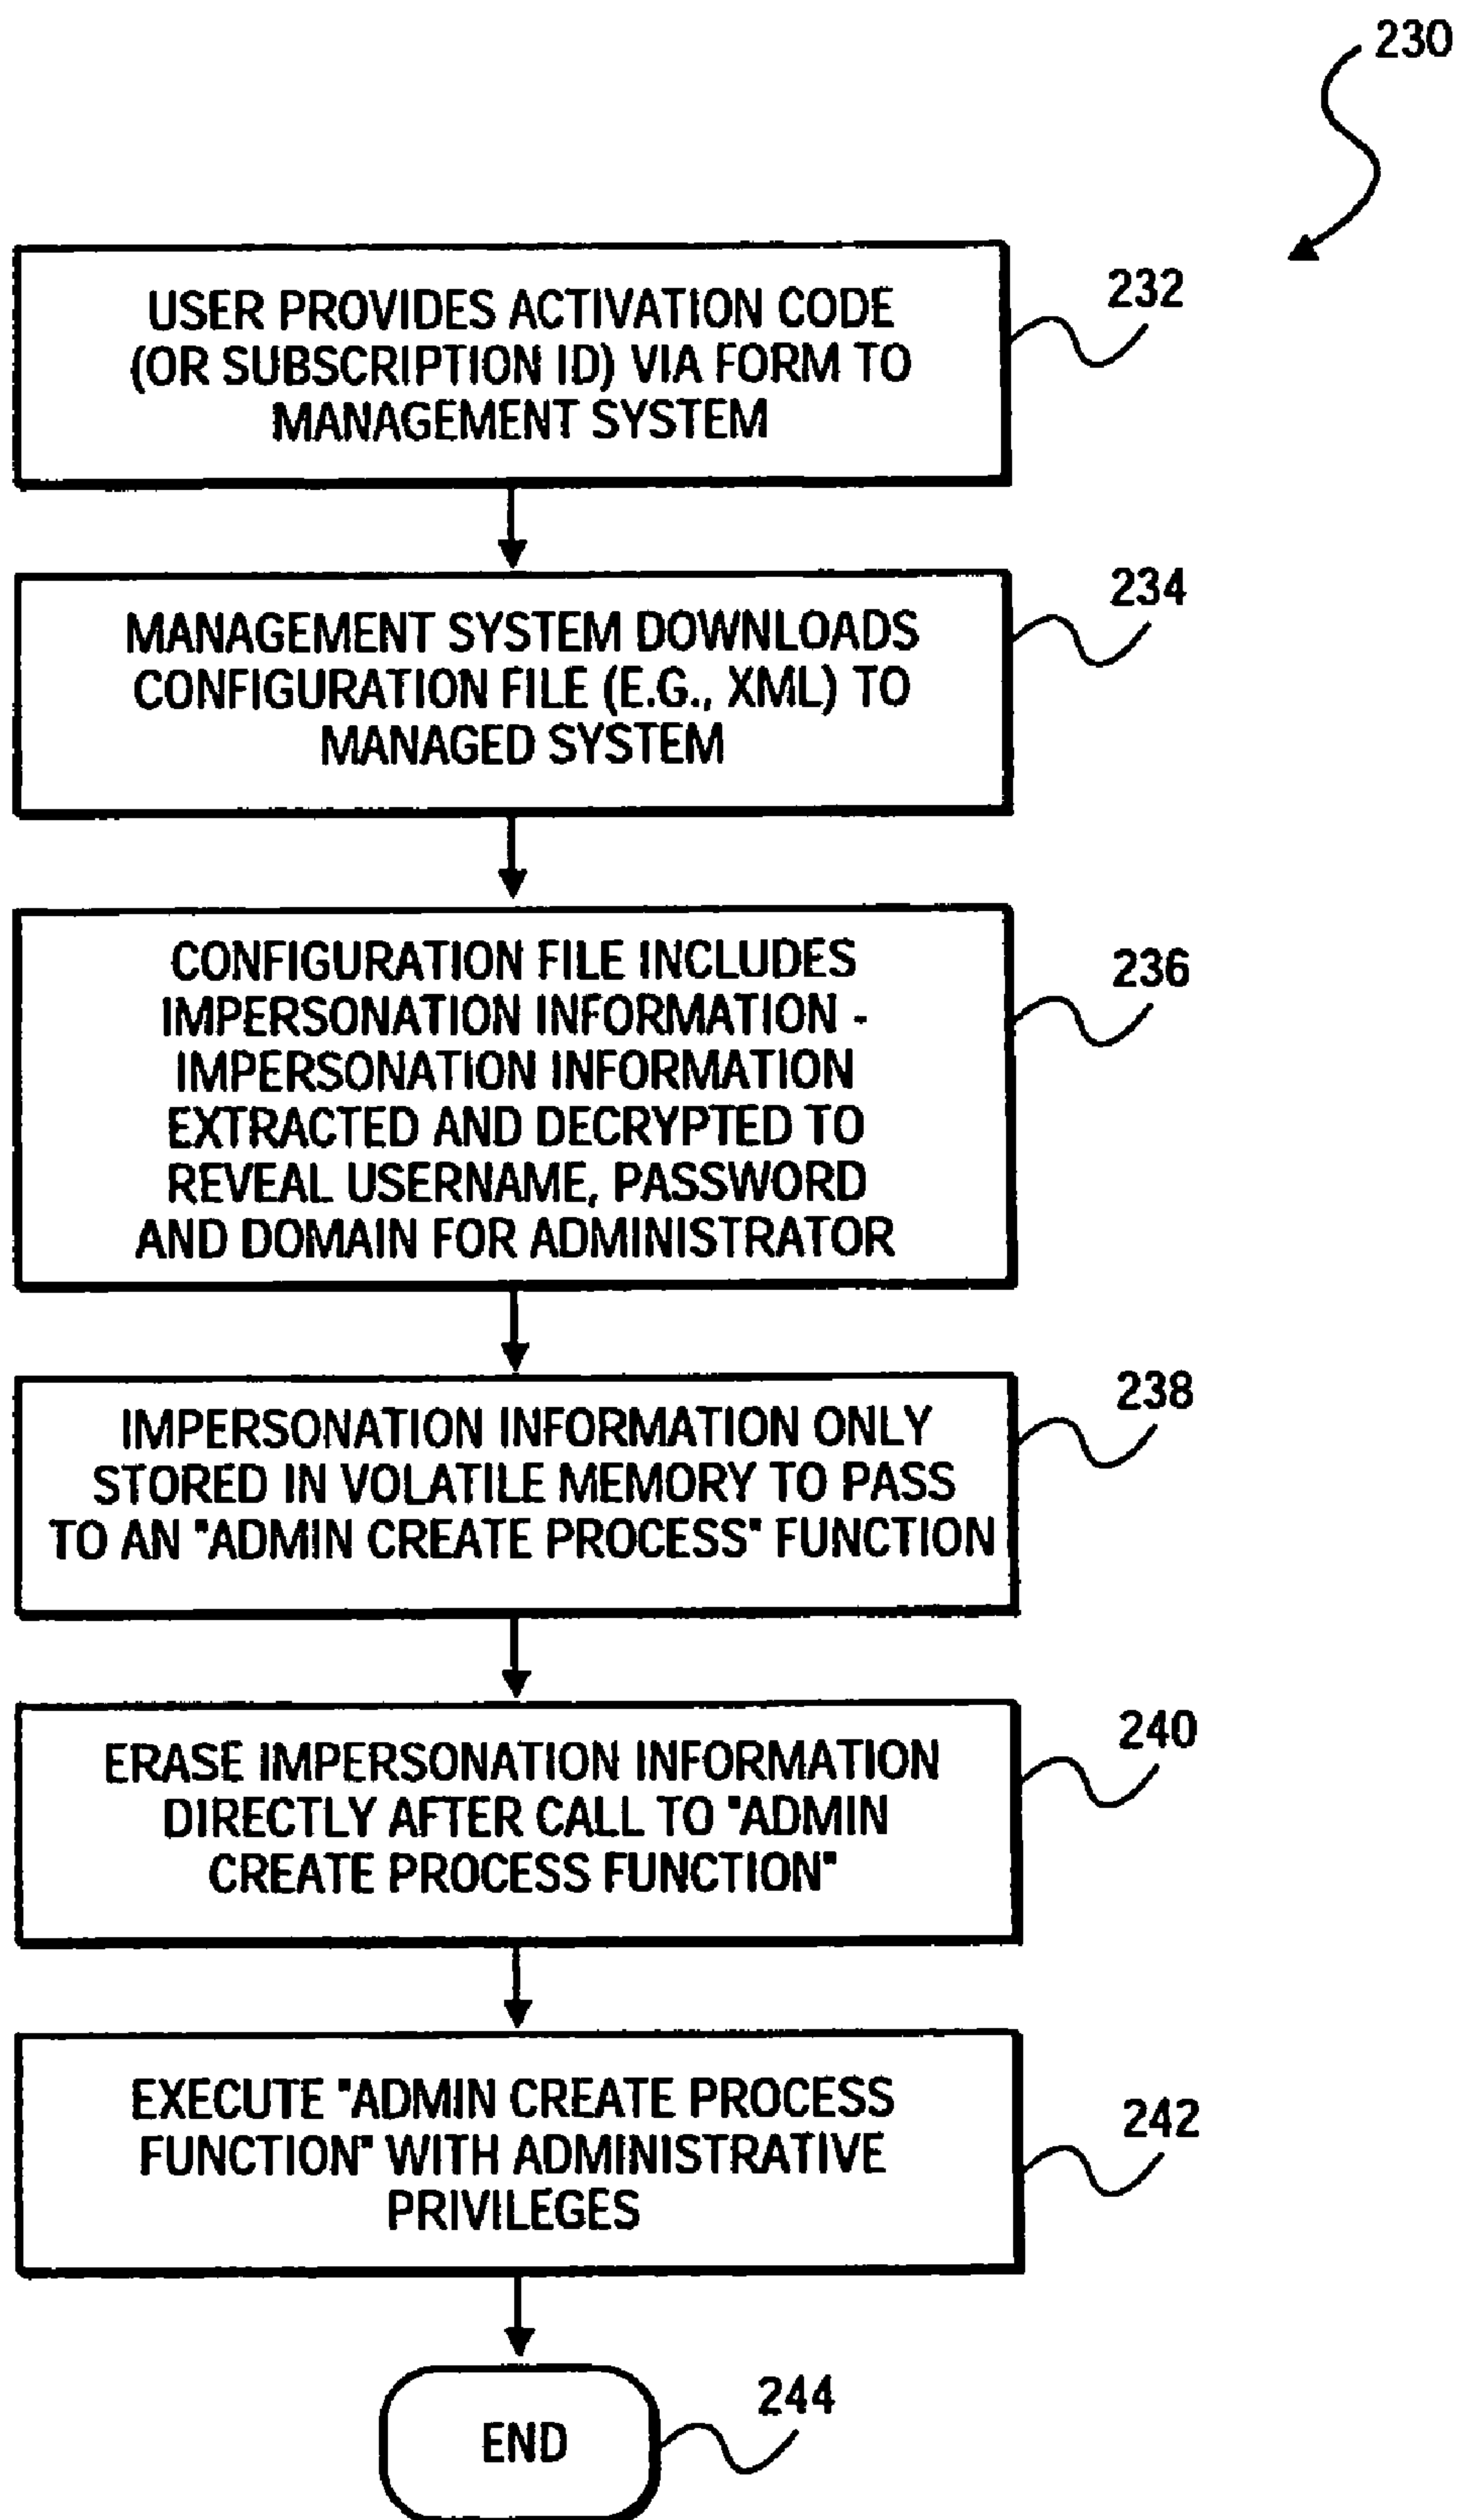 230
USER PROVIDES ACTIVATION CODE
(OR SUBSCRIPTION ID) VIA FORM TO
MANAGEMENT SYSTEM
232
MANAGEMENT SYSTEM DOWNLOADS
CONFIGURATION FILE (E.G., XML) TO
MANAGED SYSTEM
234
CONFIGURATION FILE INCLUDES
IMPERSONATION INFORMATION -
IMPERSONATION INFORMATION
EXTRACTED AND DECRYPTED TO
REVEAL USERNAME, PASSWORD
AND DOMAIN FOR ADMINISTRATOR
236
IMPERSONATION INFORMATION ONLY
STORED IN VOLATILE MEMORY TO PASS
TO AN "ADMIN CREATE PROCESS" FUNCTION
238
ERASE IMPERSONATION INFORMATION
DIRECTLY AFTER CALL TO "ADMIN
CREATE PROCESS FUNCTION"
240
EXECUTE "ADMIN CREATE PROCESS
FUNCTION" WITH ADMINISTRATIVE
PRIVILEGES
242
END
244